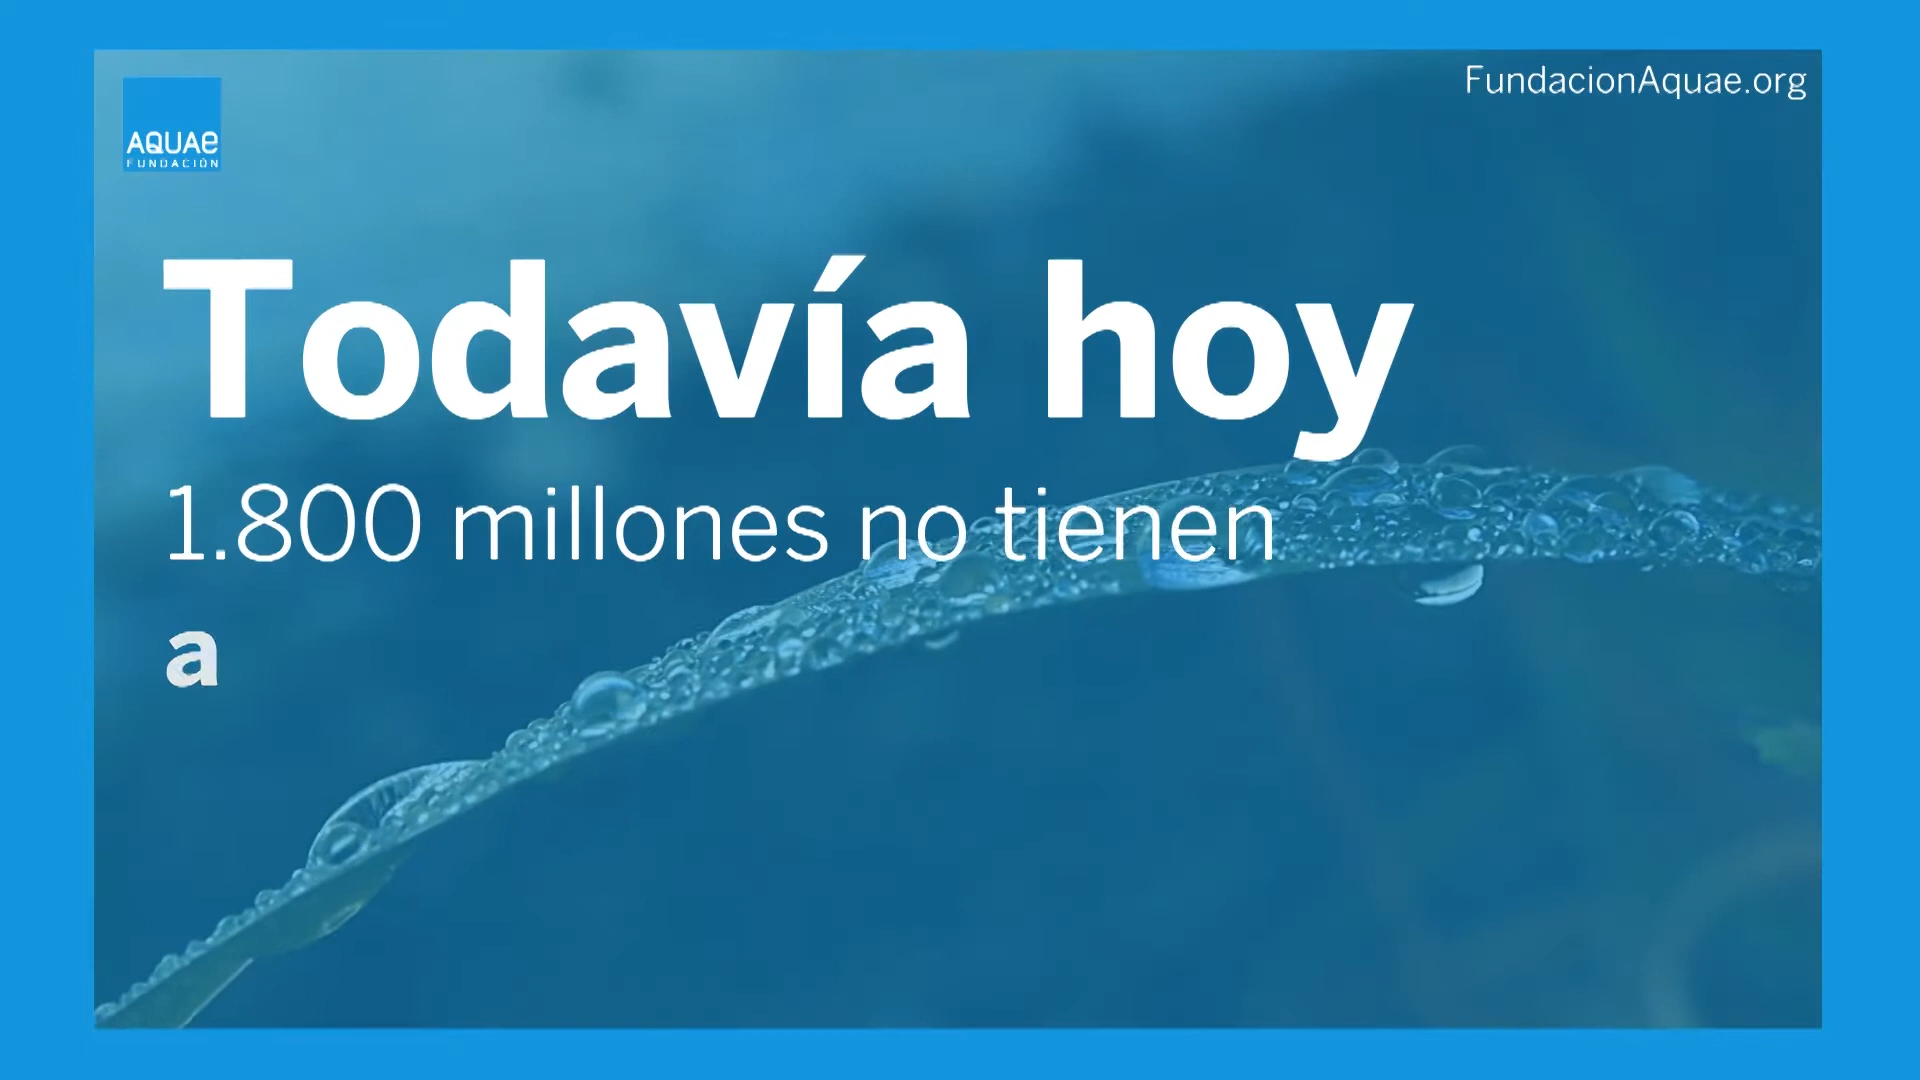 FundacionAquae.org
AQUAE
FUNDACIÓN
Todavía hoy
1.800 millones no tienen
a